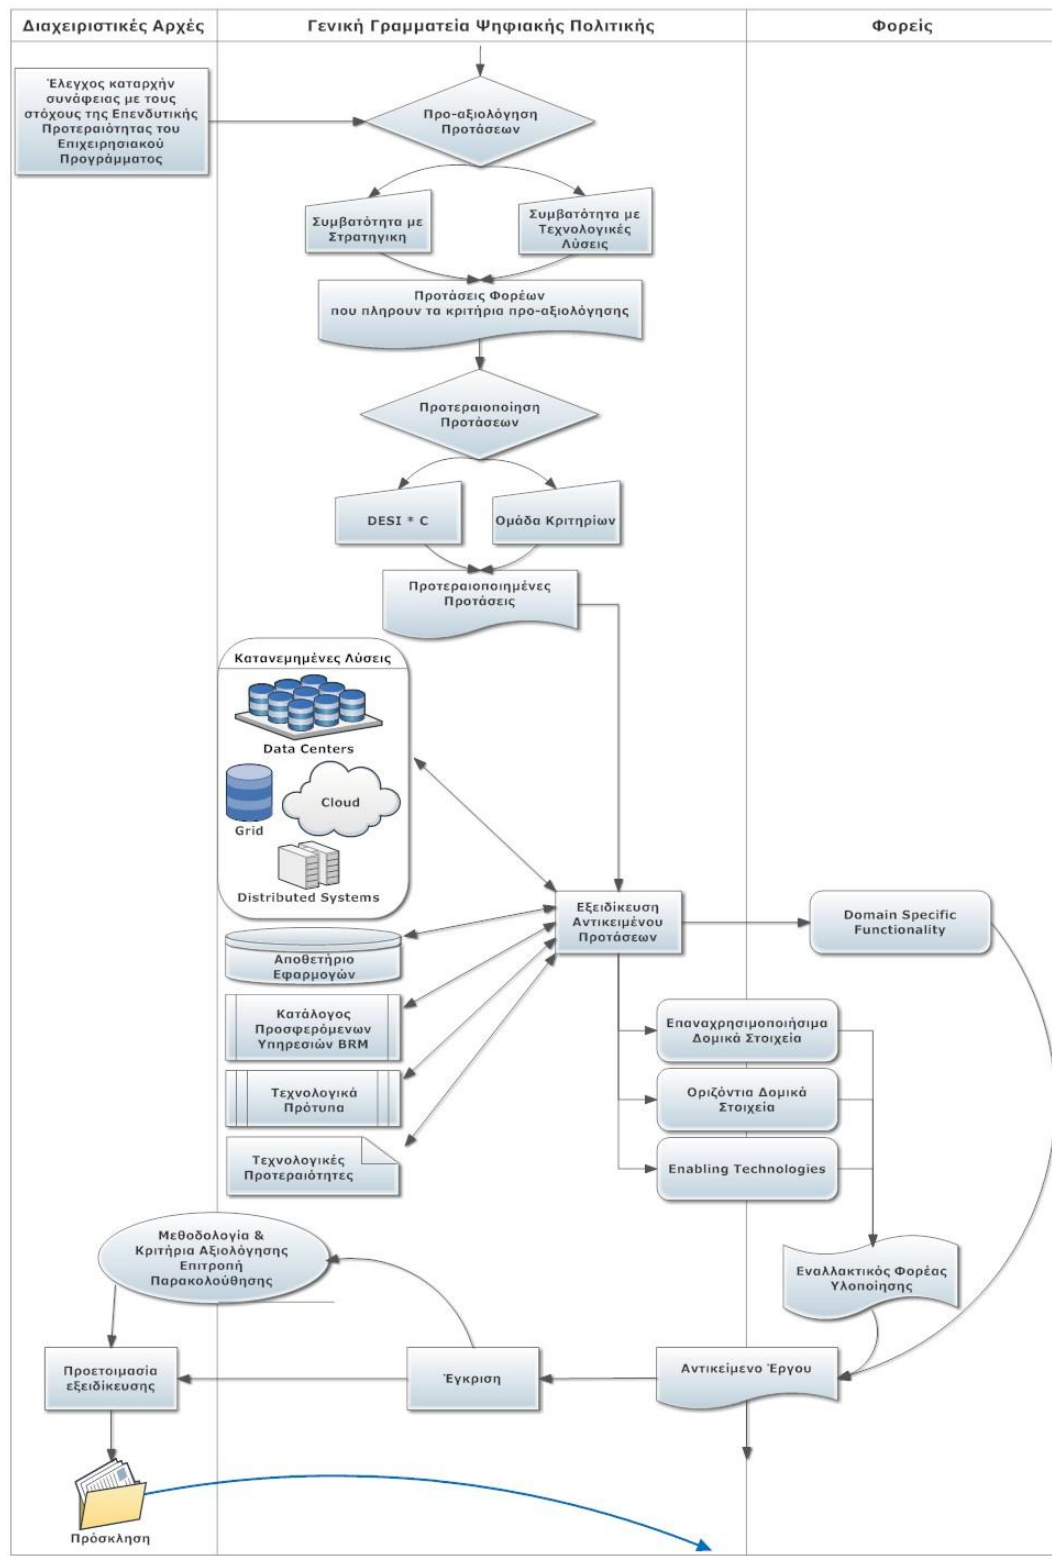 Διαχειριστικές Αρχές
Γενική Γραμματεία Ψηφιακής Πολιτικής
Φορείς
Έλεγχος καταρχήν
συνάφειας με τους
στόχους της Επενδυτικής
Προτεραιότητας του
Επιχειρησιακού
Προγράμματος
Προ-αξιολόγηση
Προτάσεων
Συμβατότητα με
Στρατηγικη
Συμβατότητα με
Τεχνολογικές
Λύσεις
Προτάσεις Φορέων
που πληρουν τα κριτήρια προ-αξιολόγησης
Προτεραιοποίηση
Προτάσεων
DESI * C
Ομάδα Κριτηρίων
Προτεραιοποιημένες
Προτάσεις
Κατανεμημένες Λύσεις
Data Centers
Grid
Cloud
Distributed Systems
Εξειδίκευση
Αντικειμένου
Προτάσεων
Domain Specific
Functionality
Αποθετήριο
Εφαρμογών
Κατάλογος
Προσφερόμενων
Υπηρεσιών BRM
Τεχνολογικά
Πρότυπα
Τεχνολογικές
Προτεραιότητες
Επαναχρησιμοποιήσιμα
Δομικά Στοιχεία
Οριζόντια Δομικά
Στοιχεία
Enabling Technologies
Μεθοδολογία &
Κριτήρια Αξιολόγησης
Επιτροπή
Παρακολούθησης
Εναλλακτικός Φορέας
Υλοποίησης
Προετοιμασία
εξειδίκευσης
Έγκριση
Αντικείμενο Έργου
Πρόσκληση